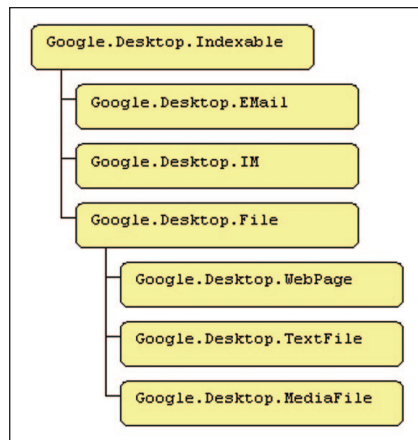 Google.Desktop.Indexable
Google.Desktop.EMail
Google.Desktop.IM
Google.Desktop.File
Google.Desktop.WebPage
Google.Desktop.TextFile
Google.Desktop.MediaFile